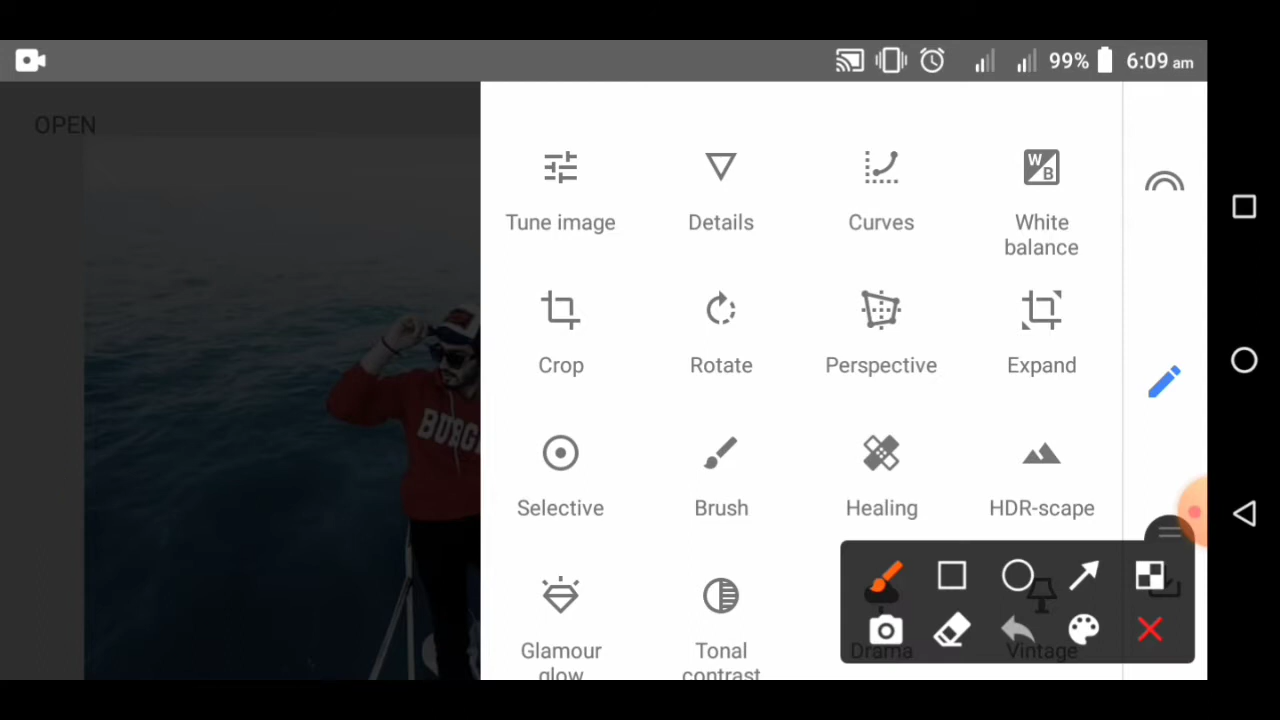 99% 6:09 am
OPEN
Tune image
Details
Curves
White
balance
Crop
Rotate
Perspective
Expand
BURG
Selective
Brush
Healing
HDR-scape
W
B
Glamour
glow
Tonal
contrast
Drama
Vintage